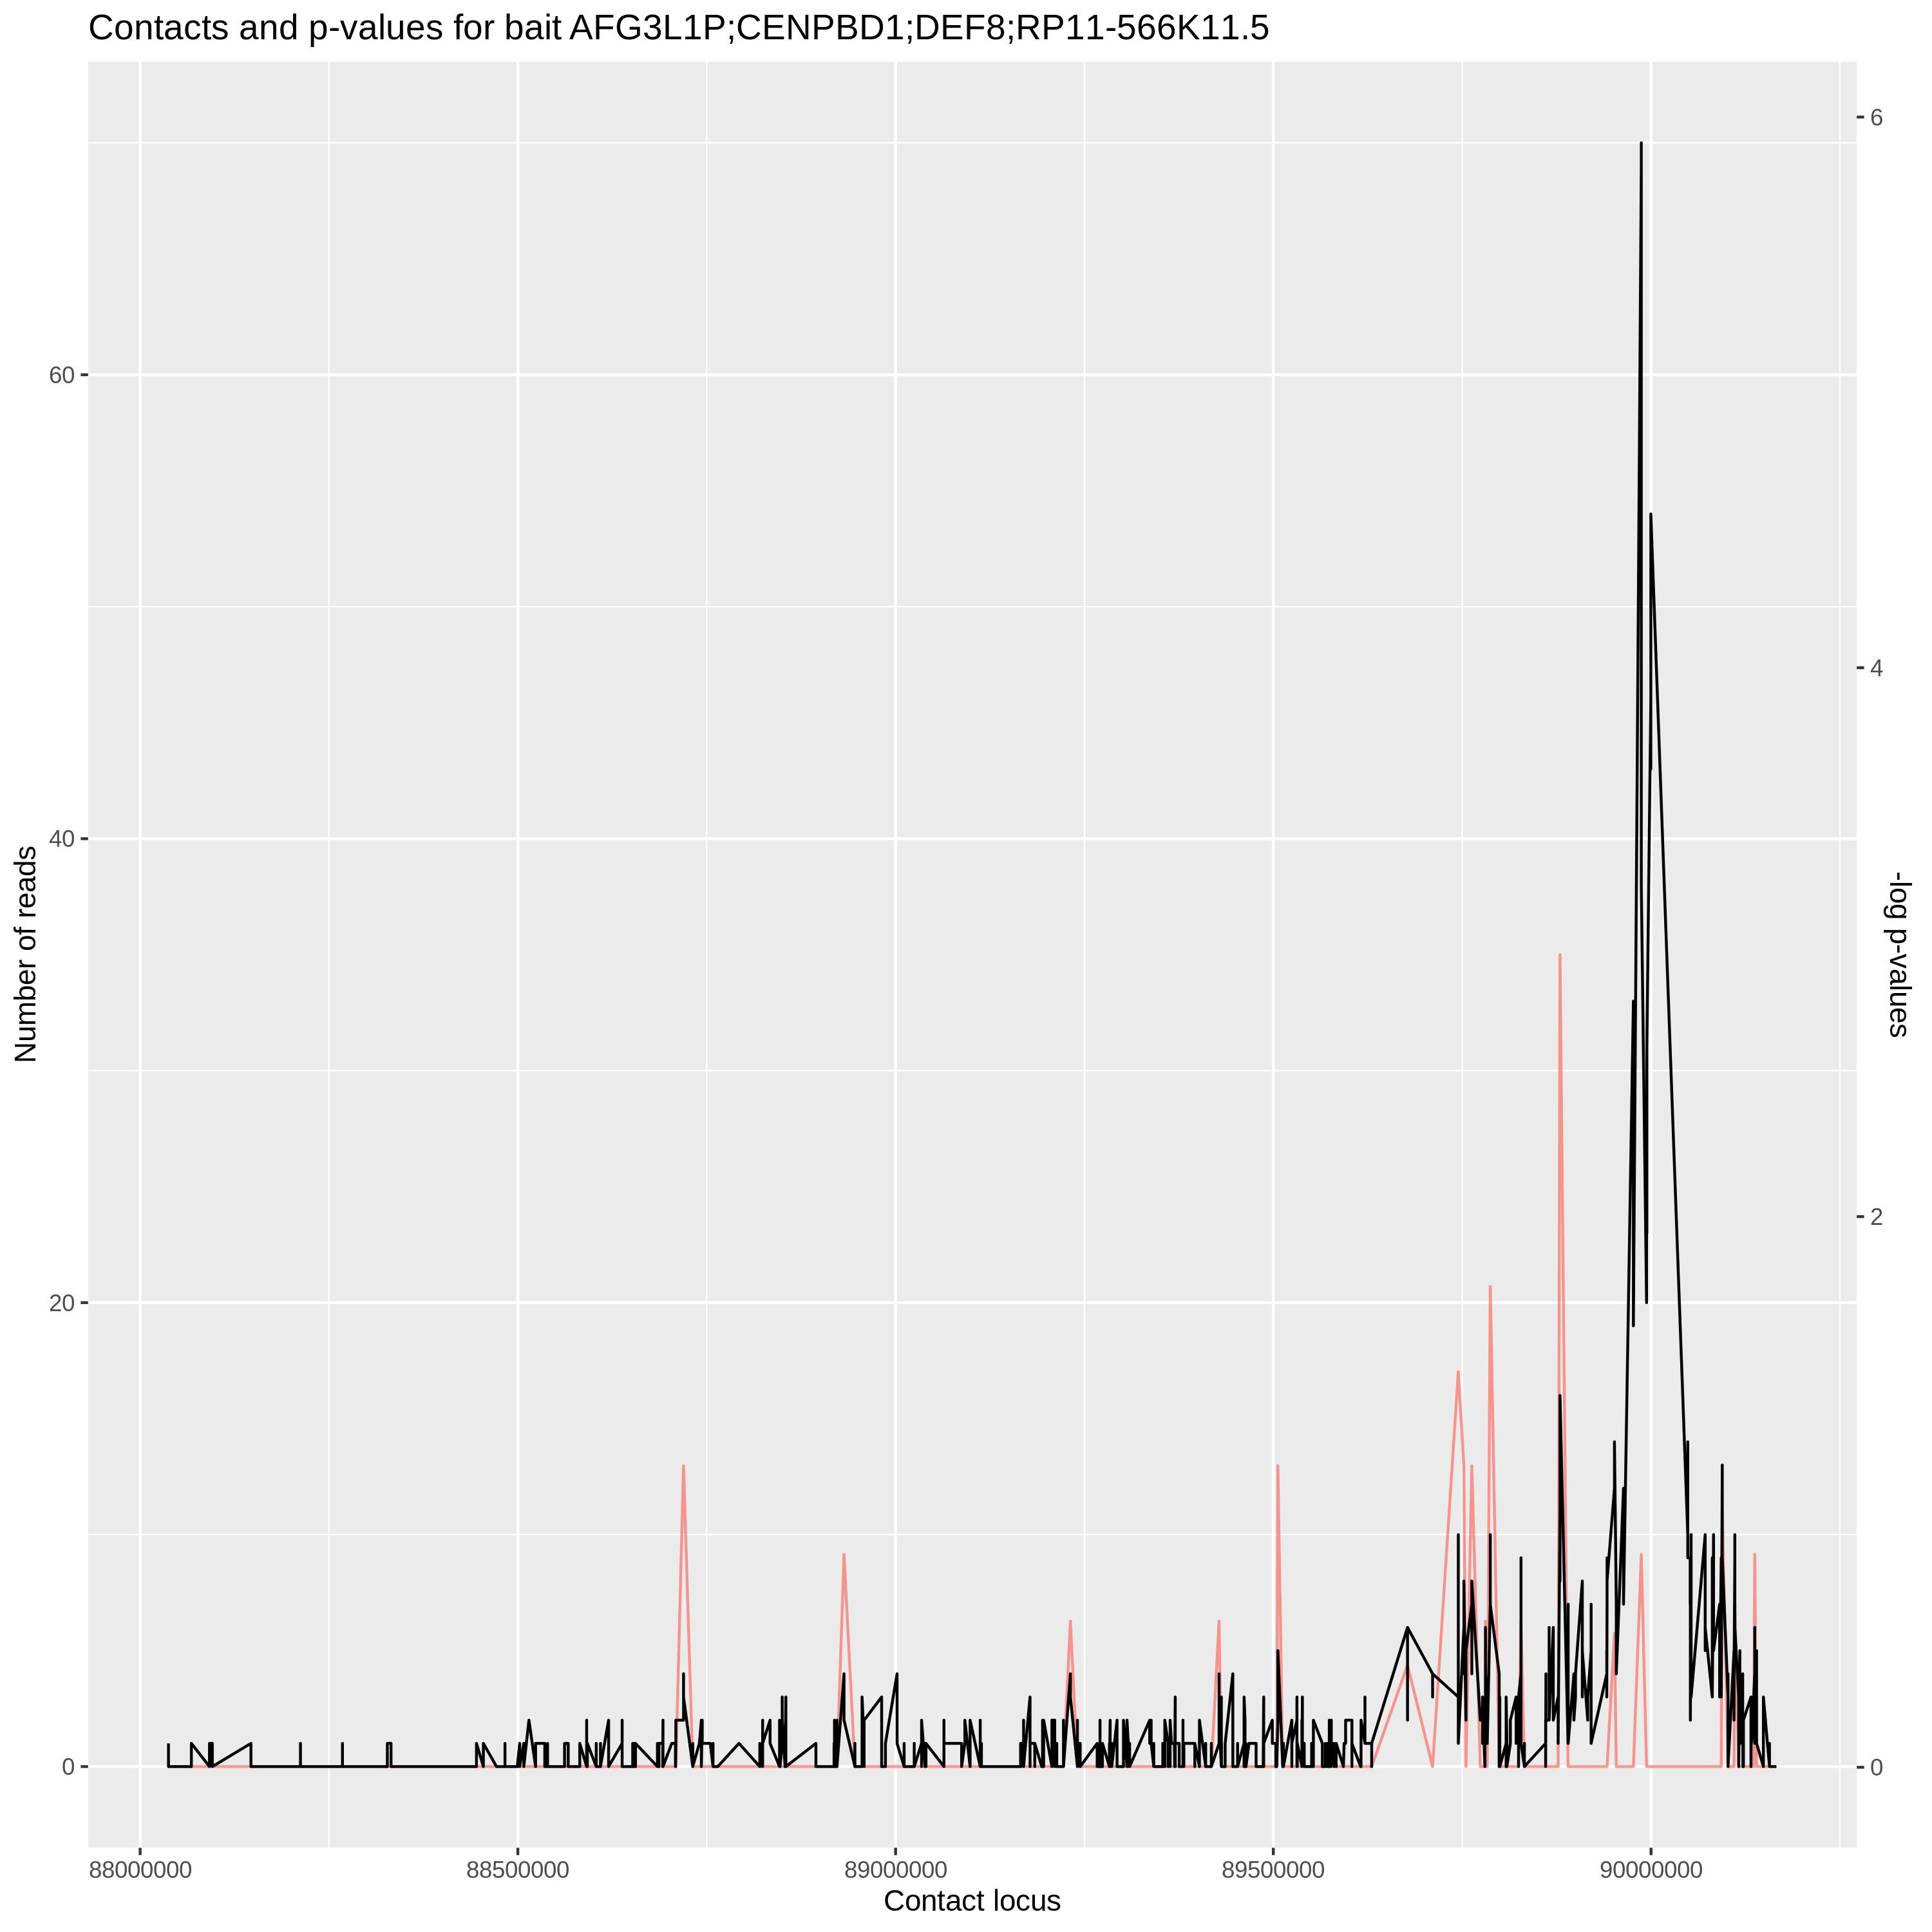 Contacts and p-values for bait AFG3L1P;CENPBD1;DEF8;RP11-566K11.5
6
60
4
40
Number of reads
-log p-values
2
20
0
0
88000000 88500000 89000000 89500000 90000000
Contact locus